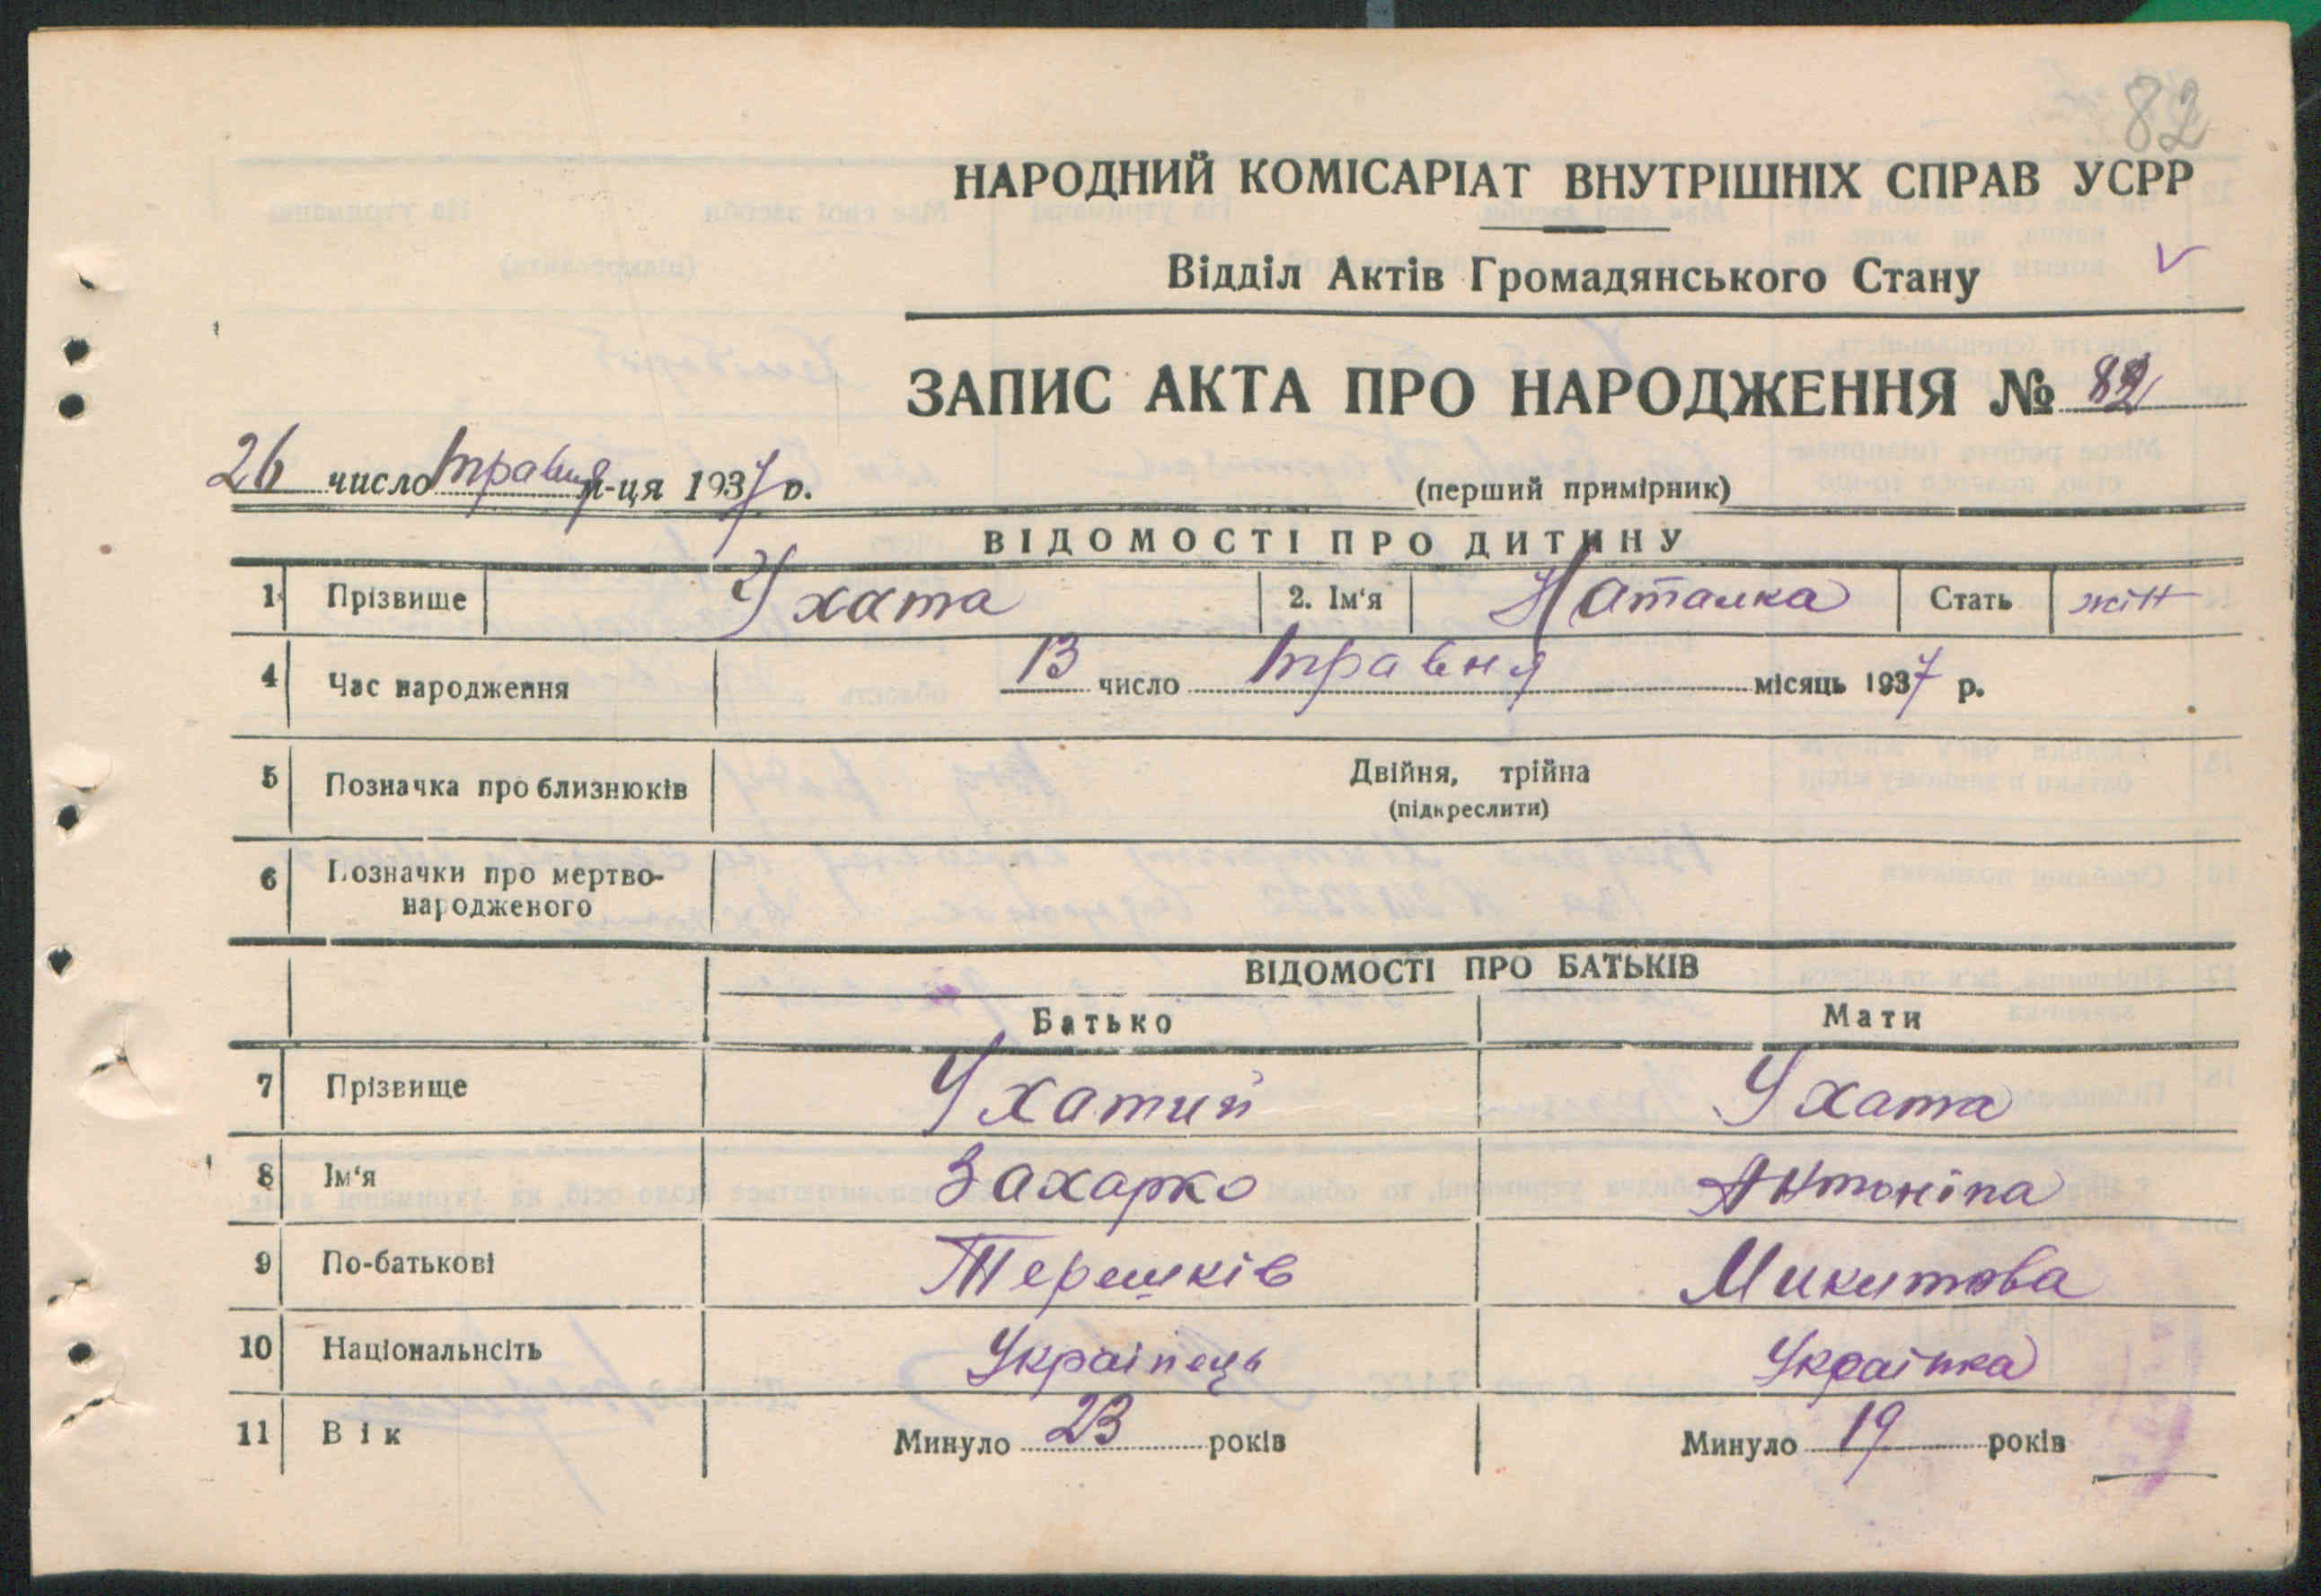 82
НАРОДНИЙ КОМІСАРІАТ ВНУТРІШНІХ СПРАВ УСРР
Відділ Актів Громадянського Стану
ЗАПИС АКТА ПРО НАРОДЖЕННЯ № 82
26 число травня м-ця 1937 р.
(перший примірник)
ВІДОМОСТІ ПРО ДИТИНУ
1 Прізвище Ухата 2. Ім'я Наталка Стать жін
4 Час народження 13 число травня місяць 1937 р.
5 Позначка про близнюків Двійня, трійна
(підкреслити)
6 Позначки про мертво-
народженого
ВІДОМОСТІ ПРО БАТЬКІВ
Батько Мати
7 Прізвище Ухатий Ухата
8 Ім'я Захарко Антоніна
9 По-батькові Терешків Микитова
10 Національнсіть Українець Українка
11 Вік Минуло 23 років Минуло 19 років